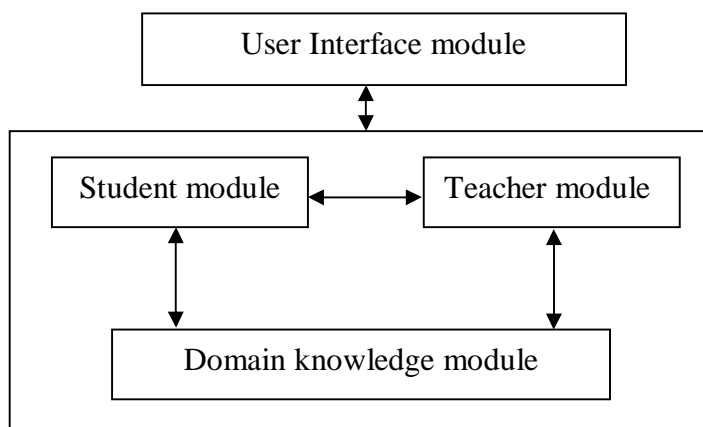 User Interface module
Student module
Teacher module
Domain knowledge module